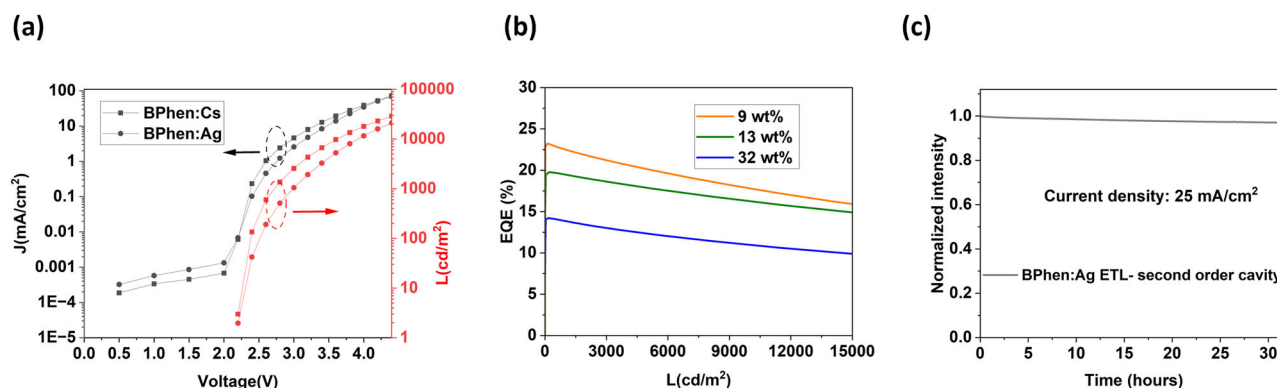 (a)
100
10
1
0.1
0.01
0.001
1E−4
1E−5
J(mA/cm²)
BPhen:Cs
BPhen:Ag
100000
10000
1000
100
10
1
L(cd/m²)
0.0 0.5 1.0 1.5 2.0 2.5 3.0 3.5 4.0
Voltage(V)
(b)
30
25
20
15
10
5
0
EQE (%)
9 wt%
13 wt%
32 wt%
0 3000 6000 9000 12000 15000
L(cd/m²)
(c)
1.0
0.8
0.6
0.4
0.2
0.0
Normalized intensity
Current density: 25 mA/cm²
BPhen:Ag ETL- second order cavity
0 5 10 15 20 25 30
Time (hours)